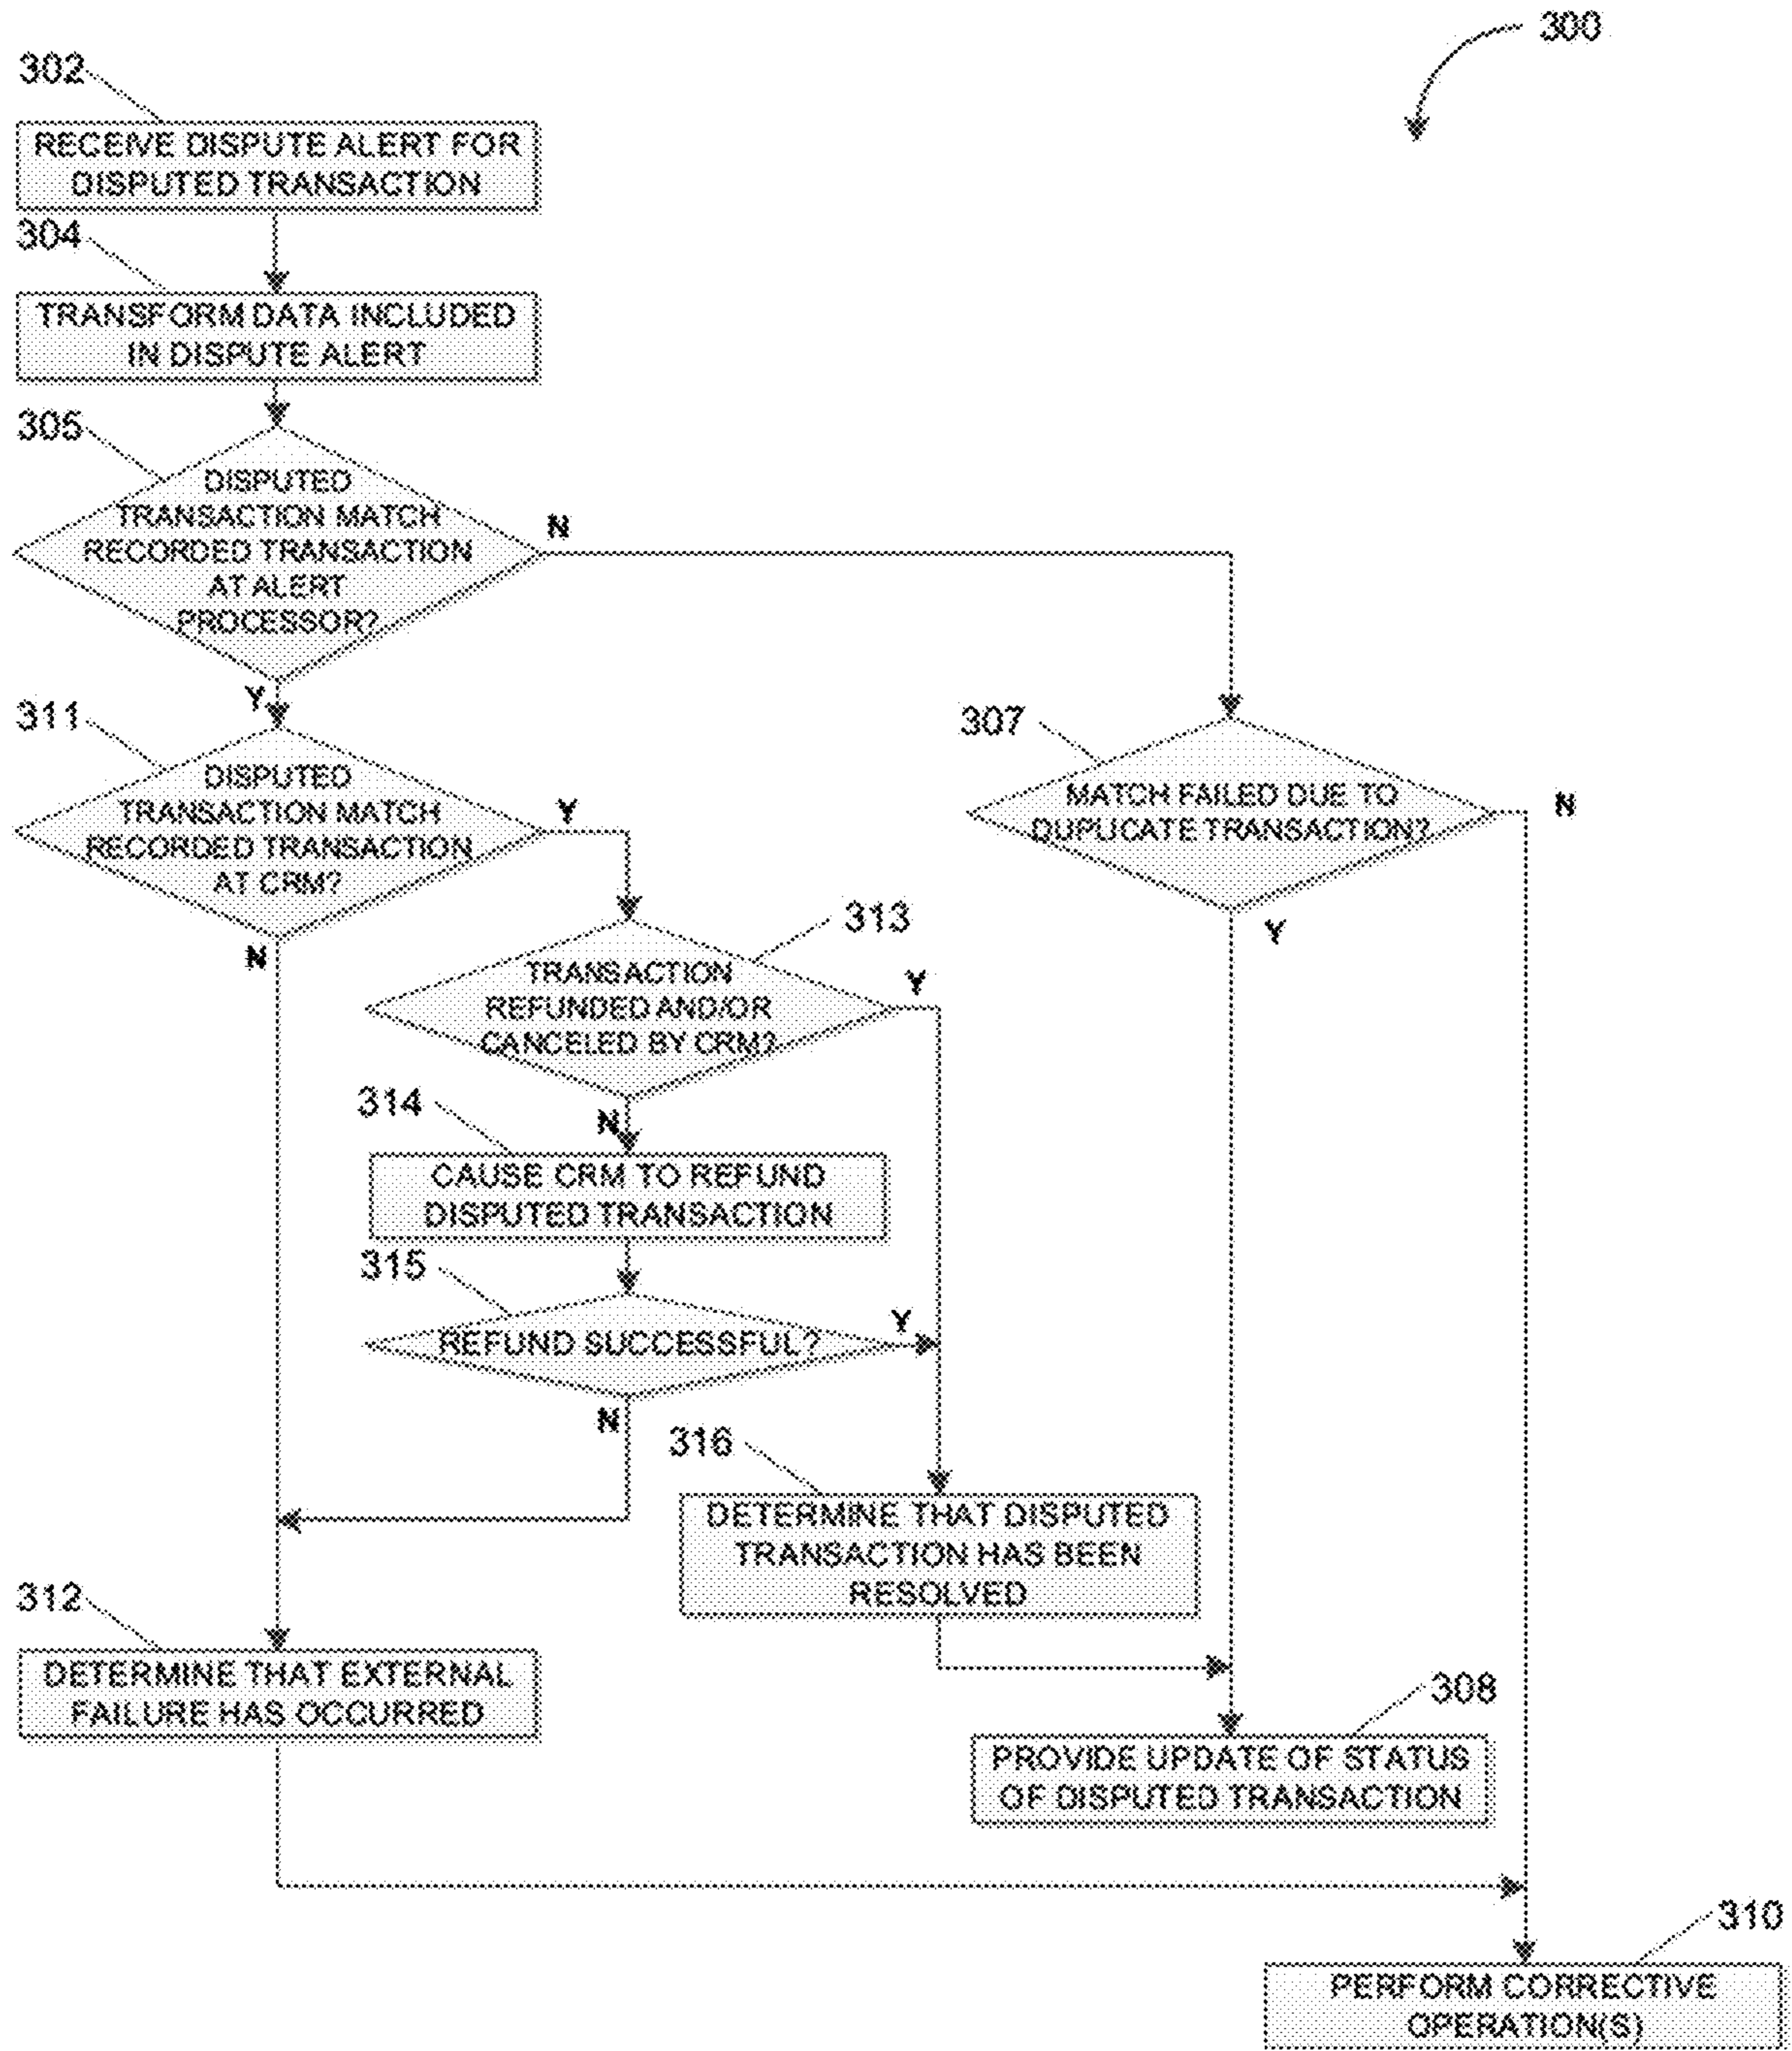 300
302
RECEIVE DISPUTE ALERT FOR
DISPUTED TRANSACTION
304
TRANSFORM DATA INCLUDED
IN DISPUTE ALERT
305
DISPUTED
TRANSACTION MATCH
RECORDED TRANSACTION
AT ALERT
PROCESSOR?
N
Y
311
DISPUTED
TRANSACTION MATCH
RECORDED TRANSACTION
AT CRM?
Y
N
307
MATCH FAILED DUE TO
DUPLICATE TRANSACTION?
N
Y
313
TRANSACTION
REFUNDED AND/OR
CANCELED BY CRM?
Y
N
314
CAUSE CRM TO REFUND
DISPUTED TRANSACTION
315
REFUND SUCCESSFUL?
Y
N
316
DETERMINE THAT DISPUTED
TRANSACTION HAS BEEN
RESOLVED
312
DETERMINE THAT EXTERNAL
FAILURE HAS OCCURRED
308
PROVIDE UPDATE OF STATUS
OF DISPUTED TRANSACTION
310
PERFORM CORRECTIVE
OPERATION(S)